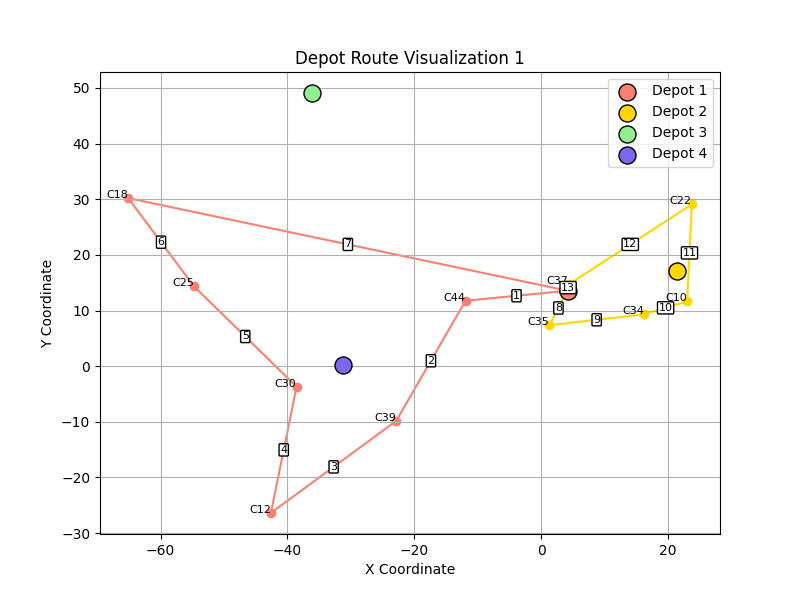 Depot Route Visualization 1
Depot 1
Depot 2
Depot 3
Depot 4
Y Coordinate
50
40
30
20
10
0
−10
−20
−30
C18
C22
6
12
7
11
C25
C37
13
C44
1
C10
8
10
C34
C35
9
5
2
C30
C39
4
3
C12
−60
−40
−20
0
20
X Coordinate